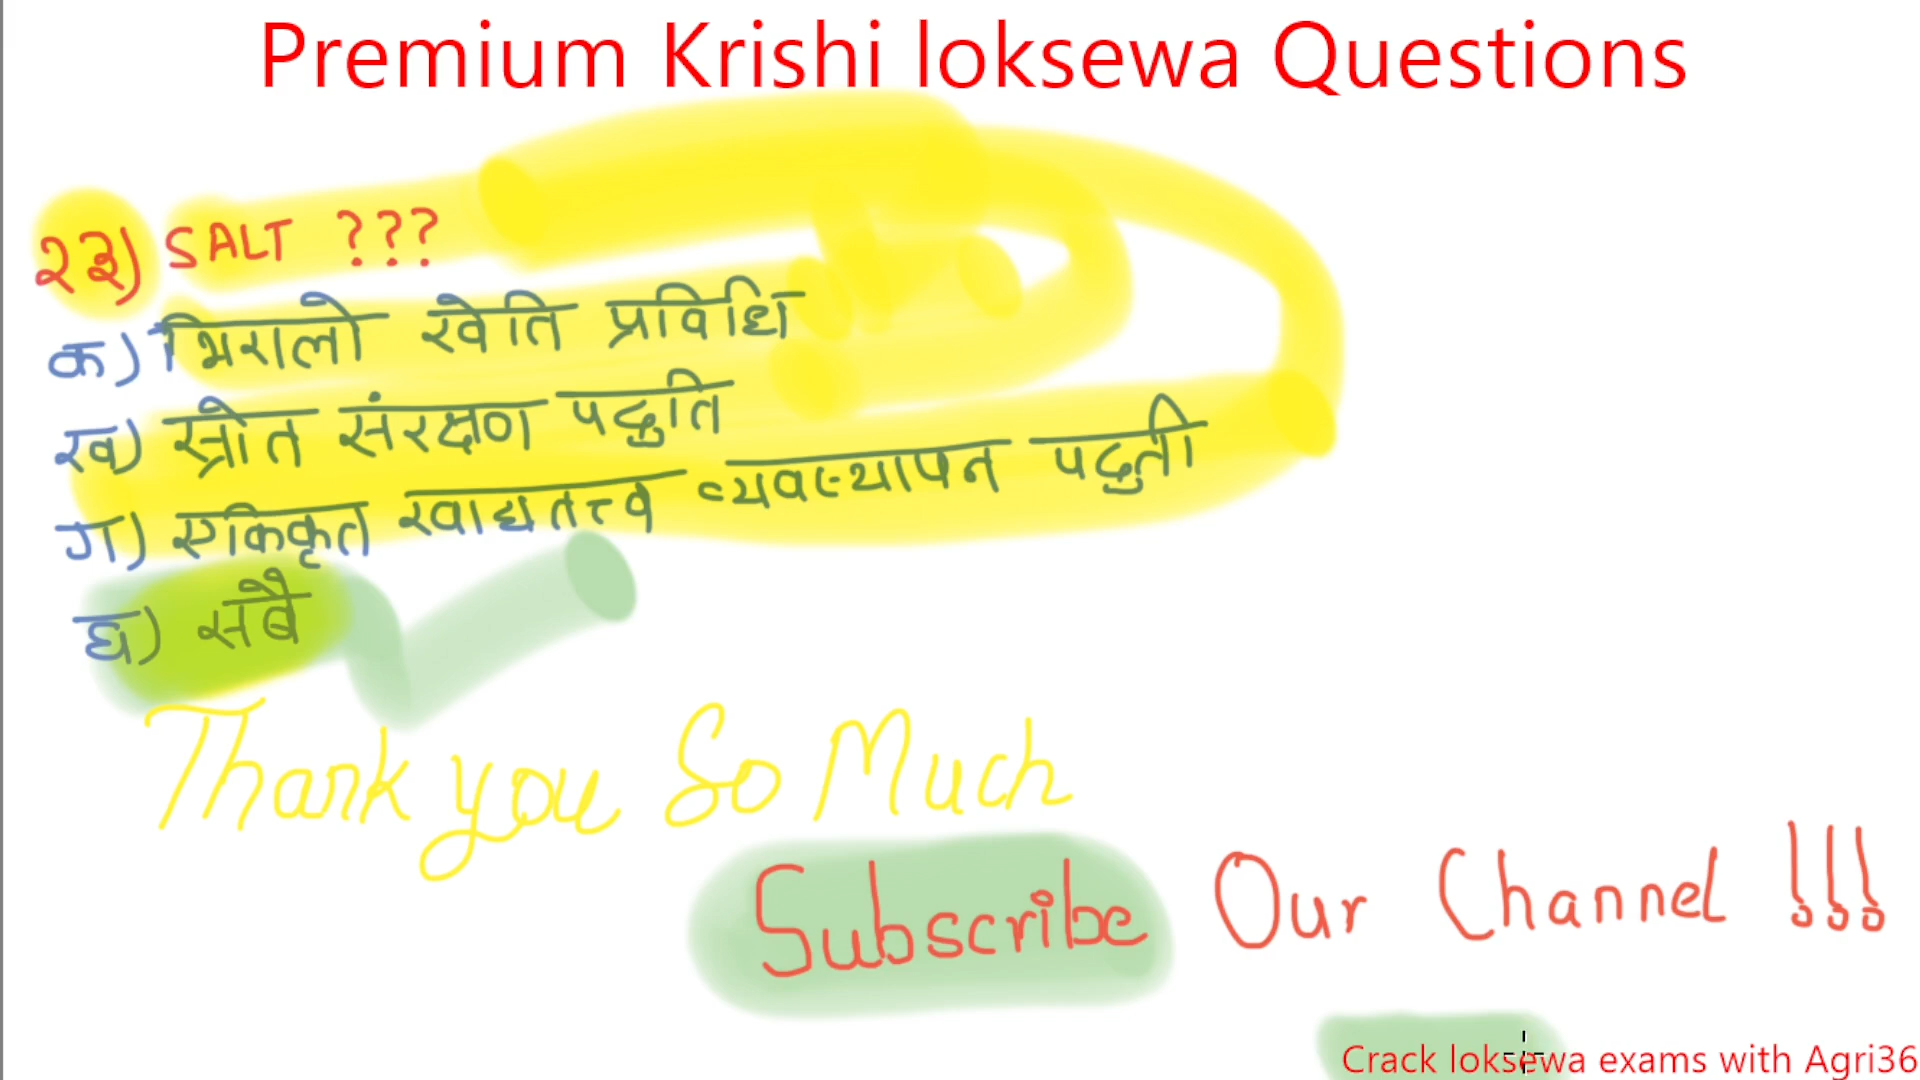 Premium Krishi loksewa Questions
२३) SALT ???
क) भिरालो खेति प्रविधि
ख) स्रोत संरक्षण पद्धति
ग) एकिकृत खाद्यतत्त्व व्यवस्थापन पद्धती
घ) सबै
Thank you So Much
Subscribe Our Channel !!!
Crack loksewa exams with Agri36